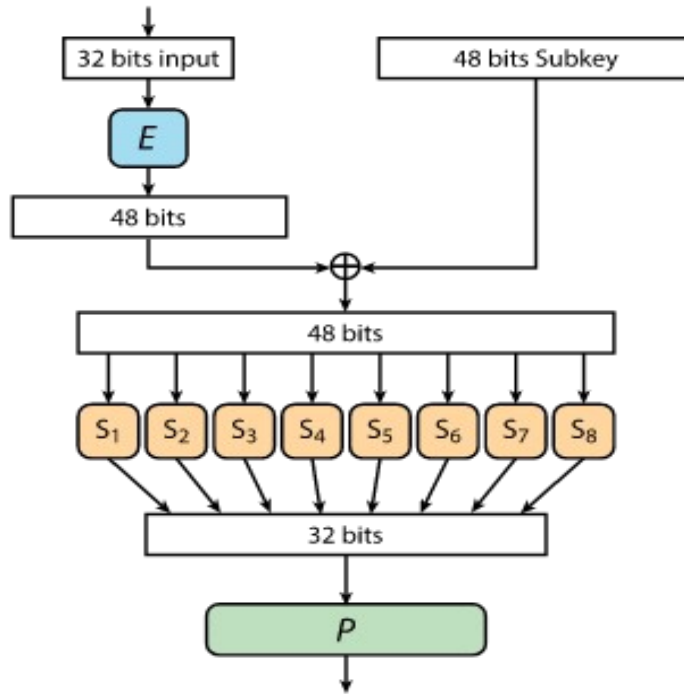 32 bits input
48 bits Subkey
E
48 bits
48 bits
S₁ S₂ S₃ S₄ S₅ S₆ S₇ S₈
32 bits
P